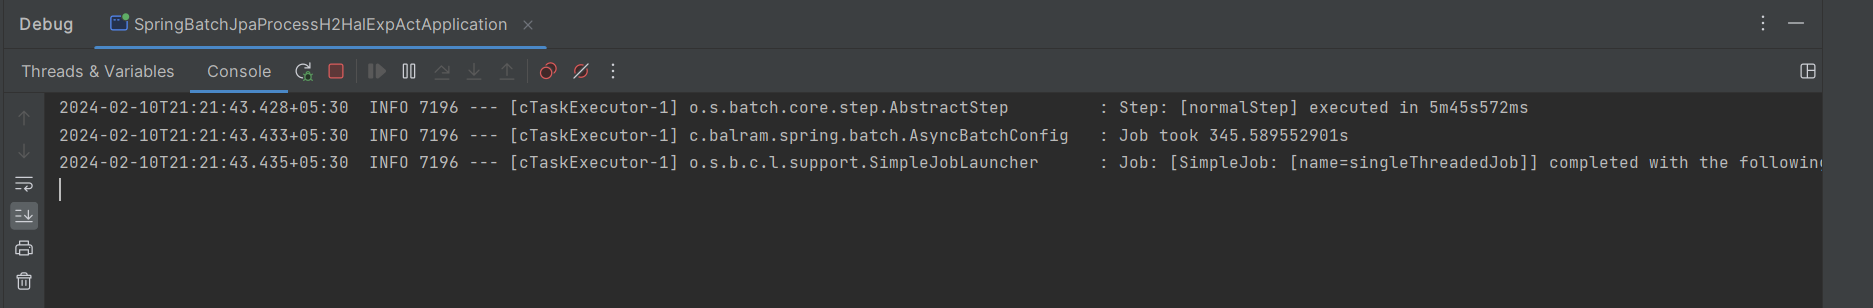 Debug SpringBatchJpaProcessH2HalExpActApplication
Threads & Variables Console
2024-02-10T21:21:43.428+05:30 INFO 7196 --- [cTaskExecutor-1] o.s.batch.core.step.AbstractStep : Step: [normalStep] executed in 5m45s572ms
2024-02-10T21:21:43.433+05:30 INFO 7196 --- [cTaskExecutor-1] c.balram.spring.batch.AsyncBatchConfig : Job took 345.589552901s
2024-02-10T21:21:43.435+05:30 INFO 7196 --- [cTaskExecutor-1] o.s.b.c.l.support.SimpleJobLauncher : Job: [SimpleJob: [name=singleThreadedJob]] completed with the following